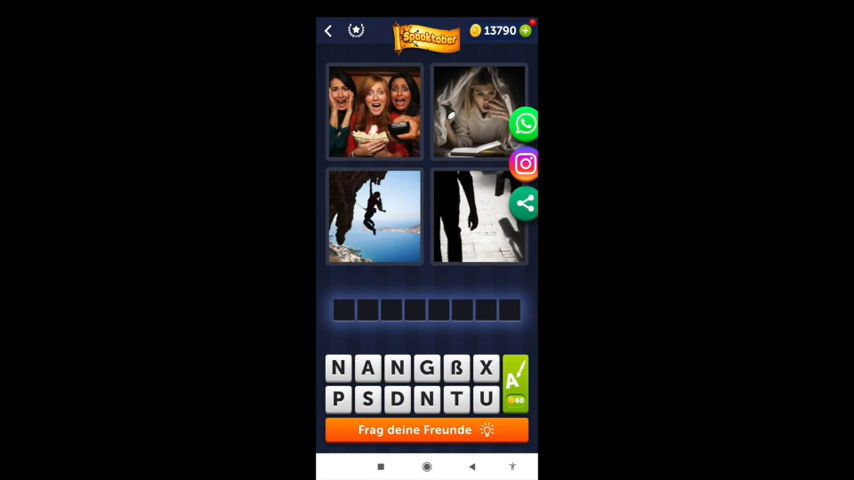 Spooktober
13790
N A N G ß X
P S D N T U
A
60
Frag deine Freunde